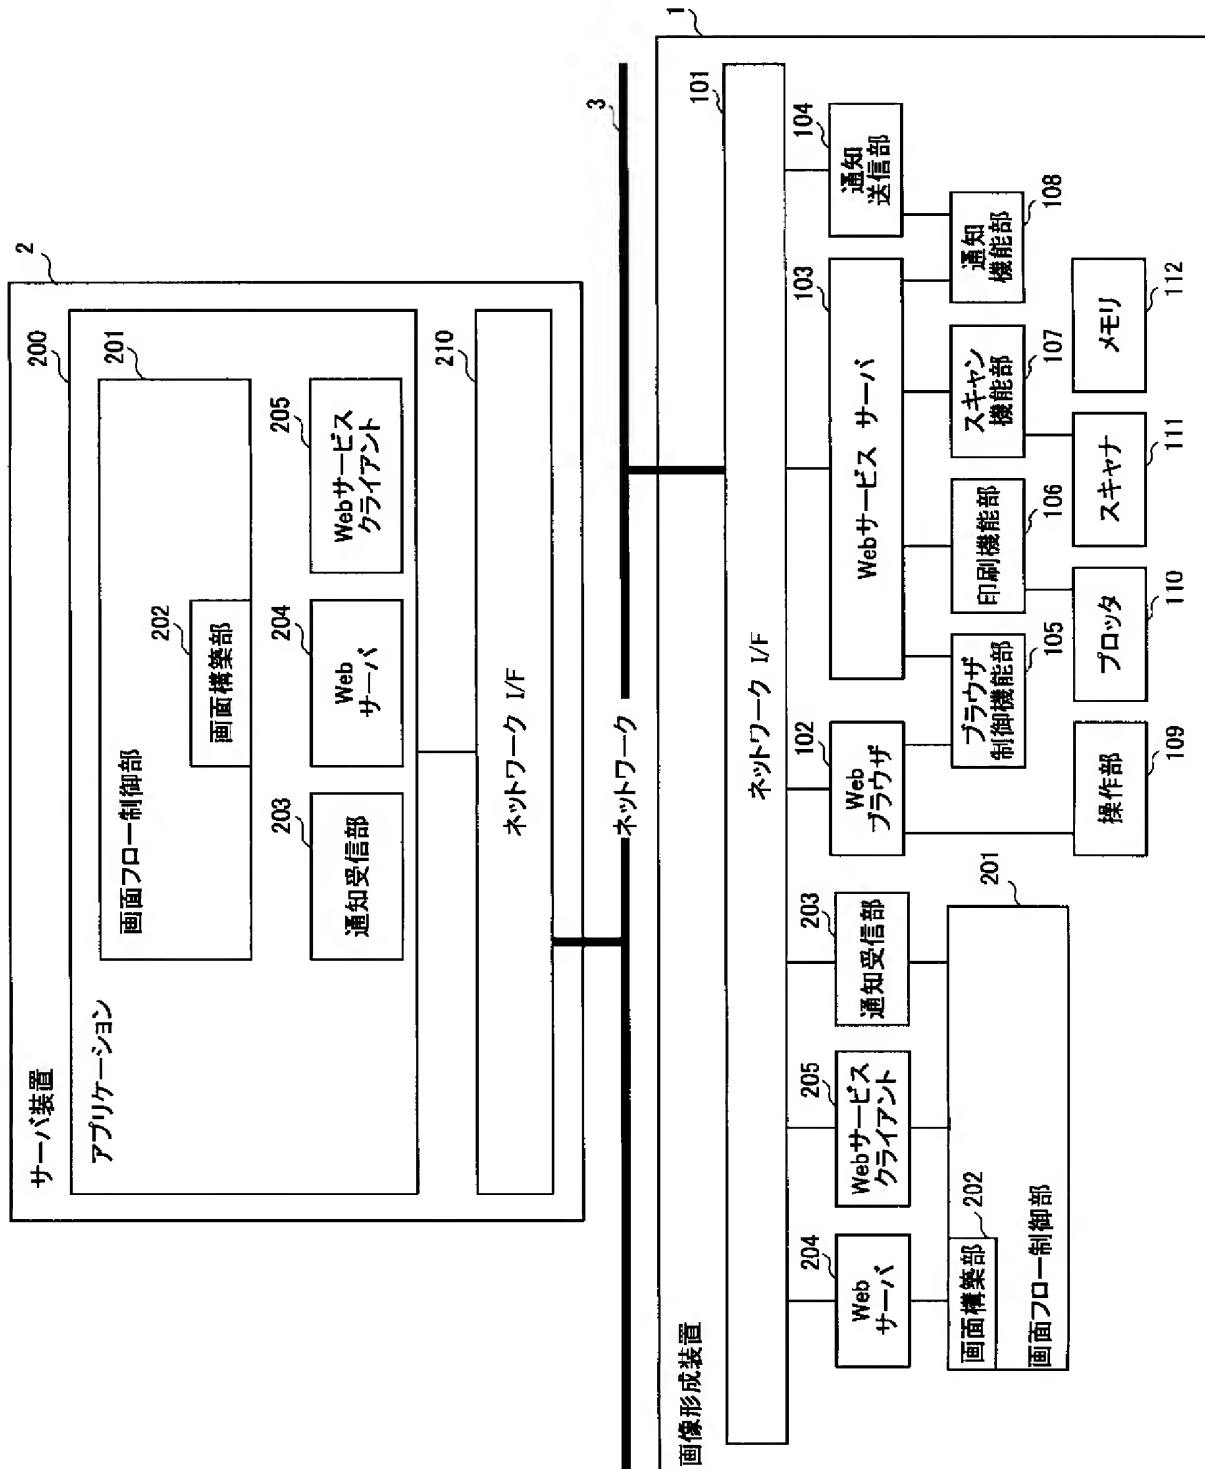 サーバ装置
2
アプリケーション
200
画面フロー制御部
201
画面構築部
202
通知受信部
203
Web
サーバ
204
Webサービス
クライアント
205
ネットワーク I/F
210
ネットワーク
3
画像形成装置
1
ネットワーク I/F
101
Web
サーバ
204
Webサービス
クライアント
205
通知受信部
203
Web
ブラウザ
102
Webサービス サーバ
103
通知
送信部
104
画面構築部
202
画面フロー制御部
201
ブラウザ
制御機能部
105
印刷機能部
106
スキャン
機能部
107
通知
機能部
108
操作部
109
プロッタ
110
スキャナ
111
メモリ
112